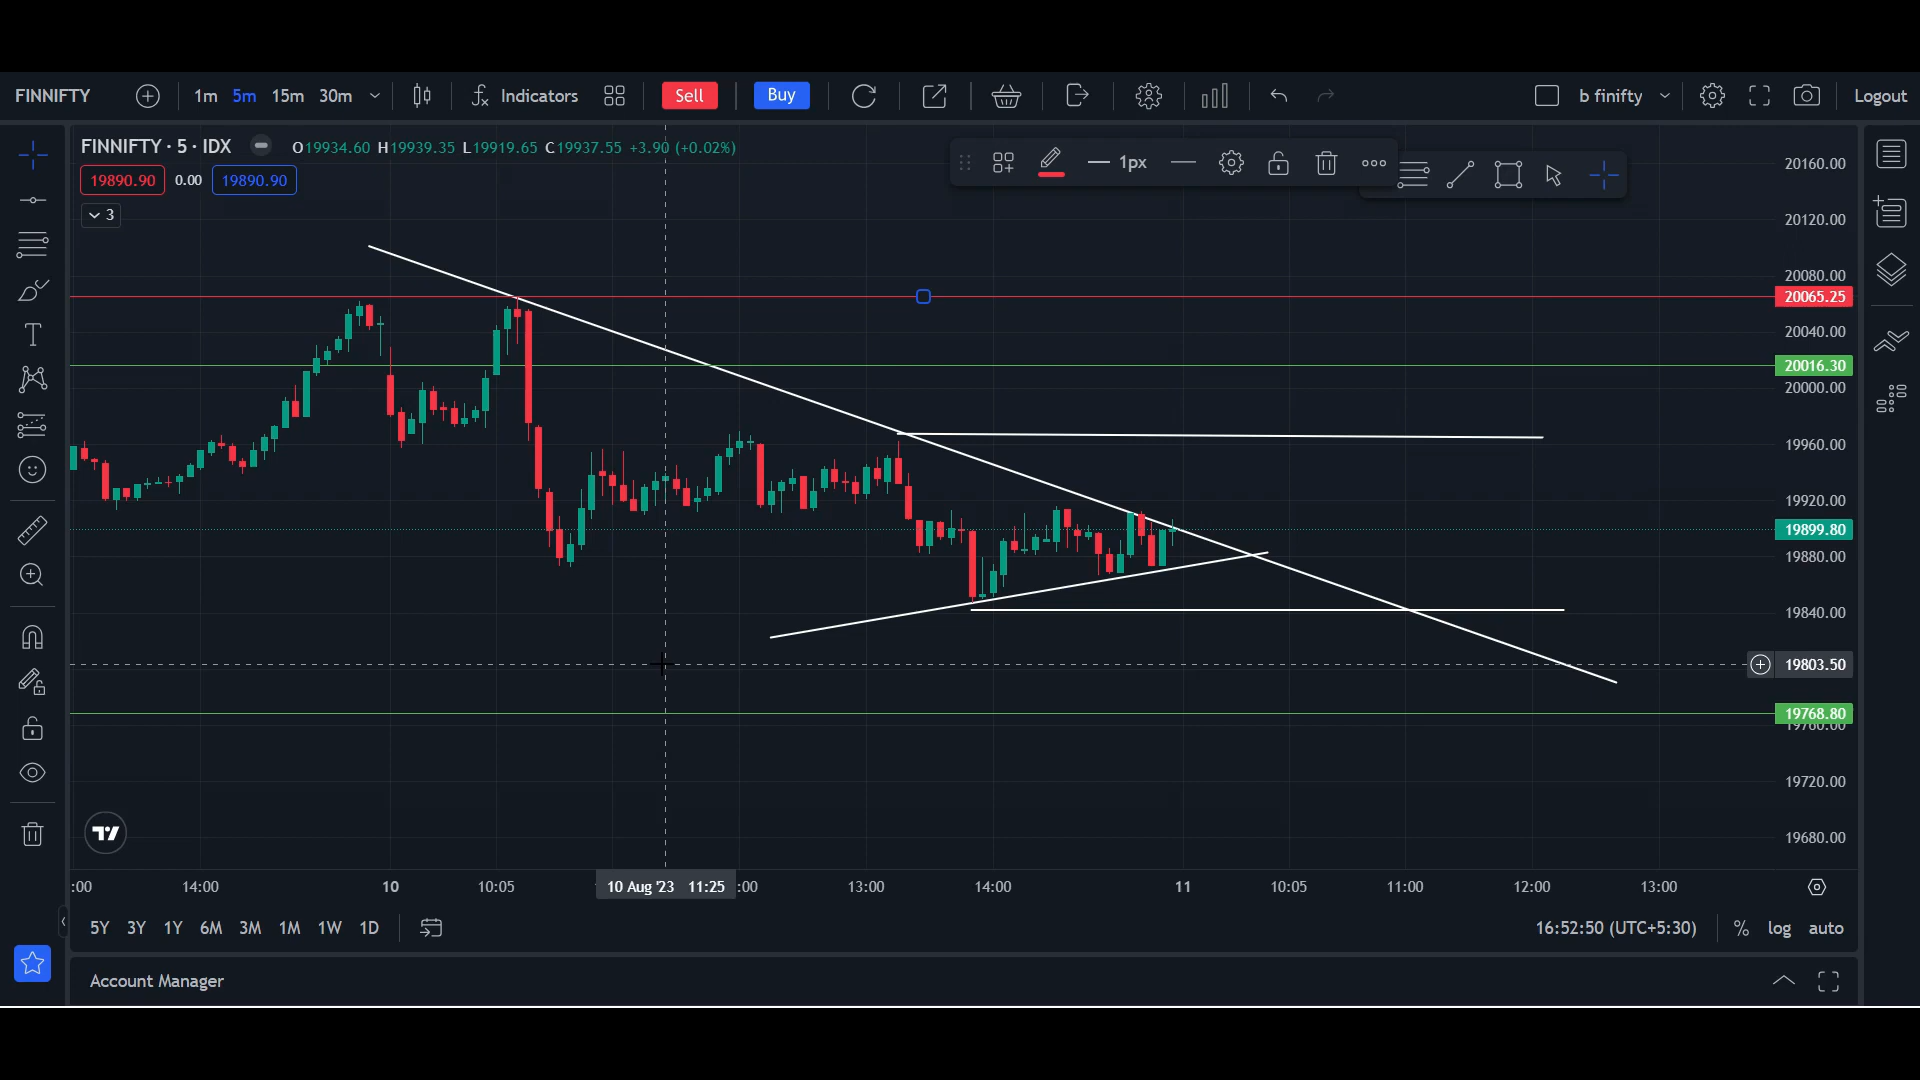 FINNIFTY 1m 5m 15m 30m Indicators Sell Buy b finifty Logout
FINNIFTY · 5 · IDX O19934.60 H19939.35 L19919.65 C19937.55 +3.90 (+0.02%)
1px
19890.90 0.00 19890.90
3
20160.00
20120.00
20080.00
20065.25
20040.00
20016.30
20000.00
19960.00
19920.00
19899.80
19880.00
19840.00
19803.50
19768.80
19760.00
19720.00
19680.00
:00 14:00 10 10:05 10 Aug '23 11:25 :00 13:00 14:00 11 10:05 11:00 12:00 13:00
5Y 3Y 1Y 6M 3M 1M 1W 1D 16:52:50 (UTC+5:30) % log auto
Account Manager